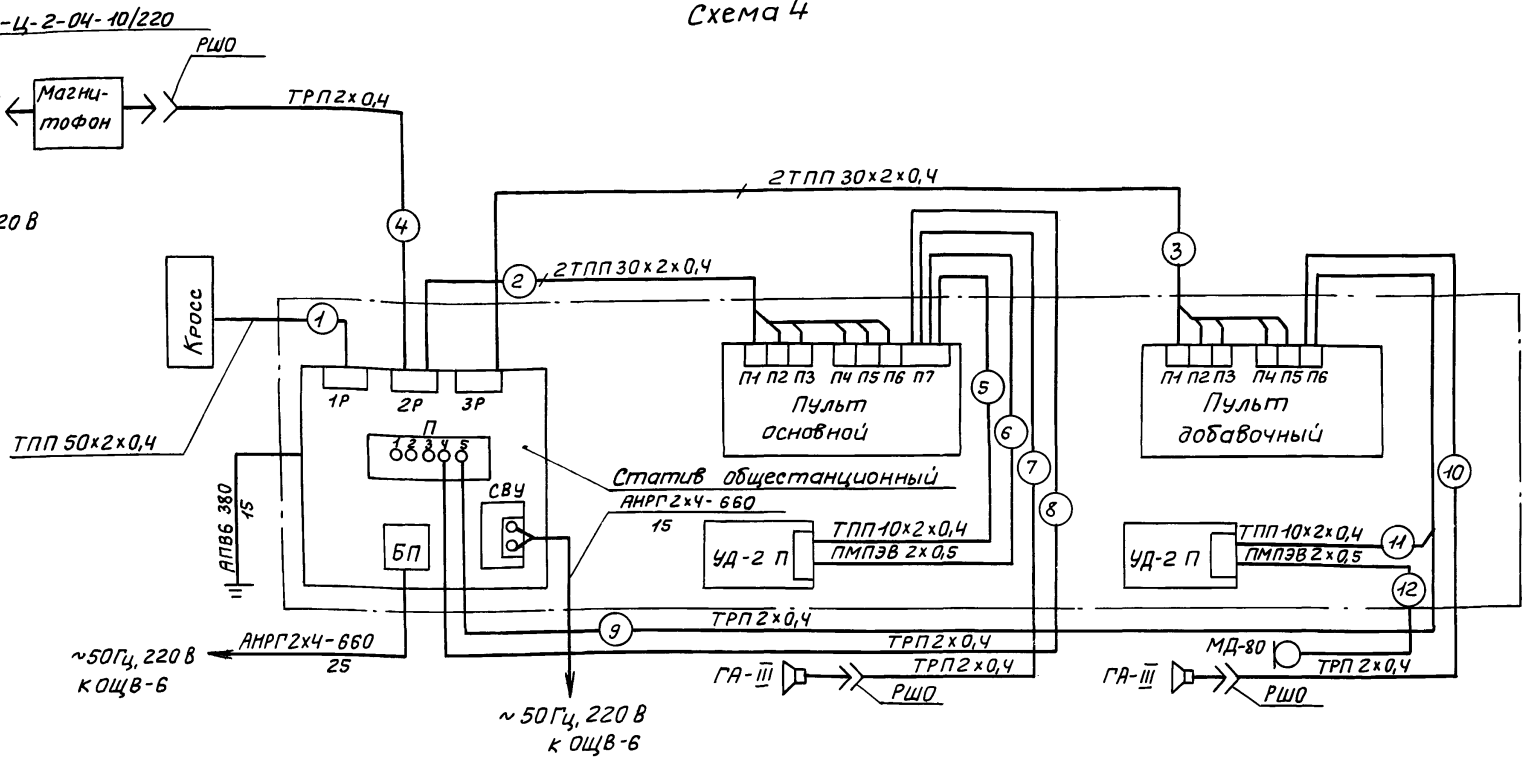 -Ц-2-04-10/220
Схема 4
РШО
Магни-
тофон
ТРП 2х0,4
2ТПП 30х2х0,4
20 В
4
3
2
2ТПП 30х2х0,4
Кросс
1
1Р
2Р
3Р
П1 П2 П3 П4 П5 П6 П7
Пульт
основной
5
П1 П2 П3 П4 П5 П6
Пульт
добавочный
ТПП 50х2х0,4
П
1 2 3 4 5
6
7
8
10
Статив общестанционный
АНРГ 2х4-660
15
СВУ
АПВ6 380
15
БП
УД-2 П
ТПП 10х2х0,4
ПМПЭВ 2х0,5
УД-2 П
ТПП 10х2х0,4
11
ПМПЭВ 2х0,5
12
9
ТРП 2х0,4
ТРП 2х0,4
АНРГ 2х4-660
25
~50Гц, 220 В
к ОЩВ-6
~50Гц, 220 В
к ОЩВ-6
ГА-III
ТРП 2х0,4
РШО
МД-80
ГА-III
ТРП 2х0,4
РШО